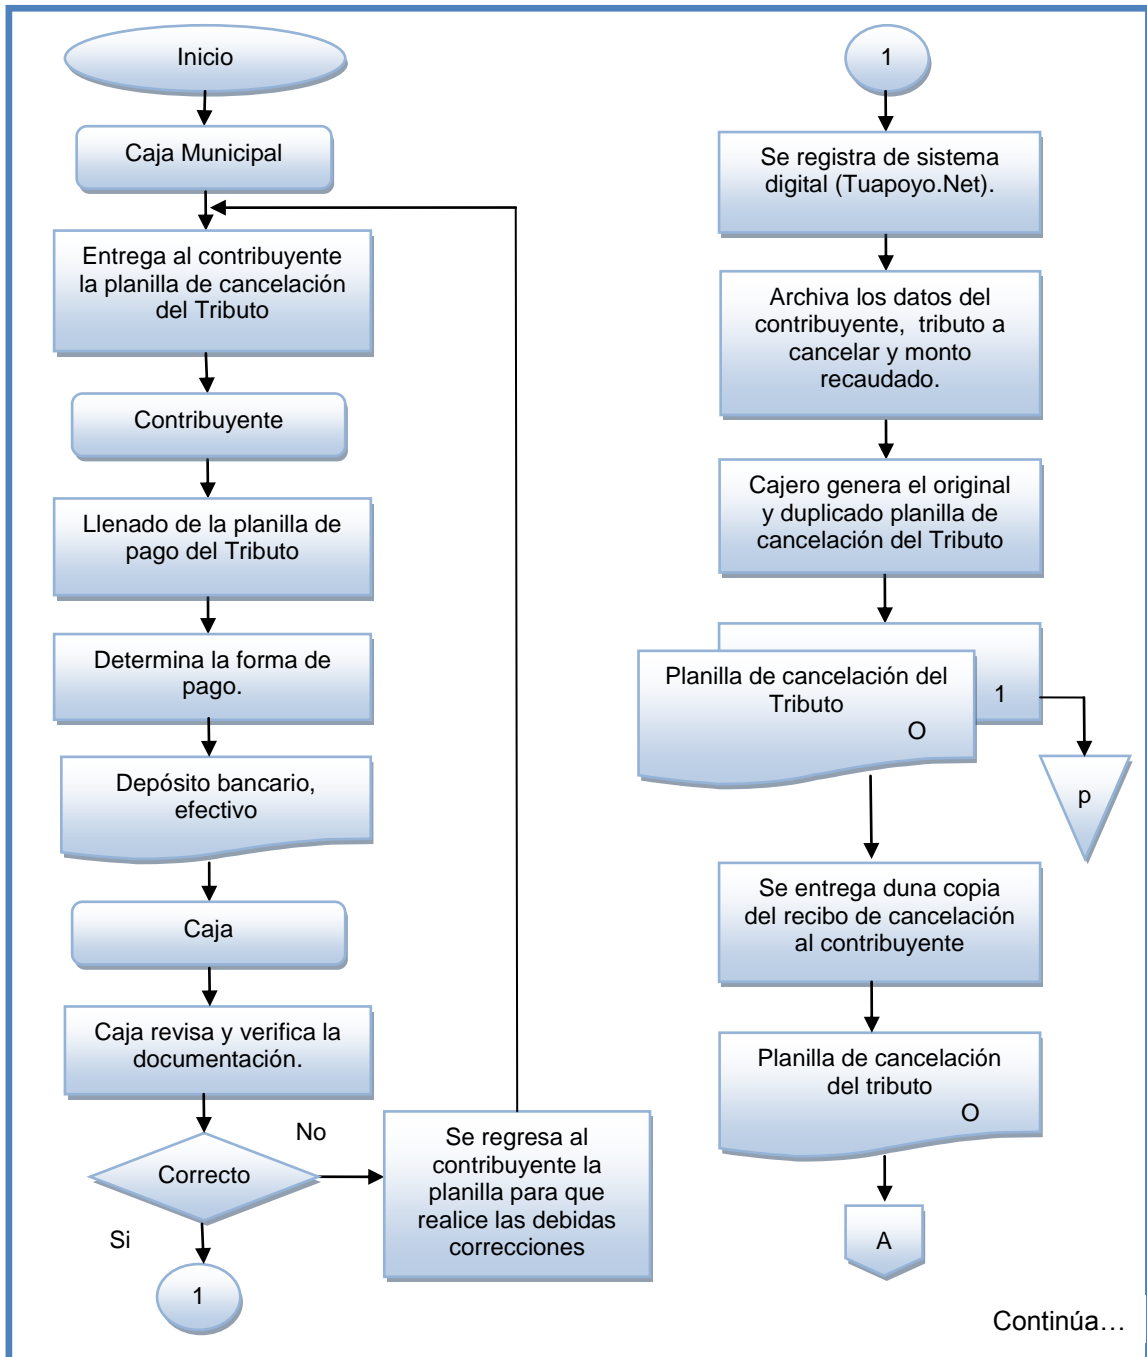 Inicio
Caja Municipal
Entrega al contribuyente
la planilla de cancelación
del Tributo
Contribuyente
Llenado de la planilla de
pago del Tributo
Determina la forma de
pago.
Depósito bancario,
efectivo
Caja
Caja revisa y verifica la
documentación.
Correcto
No
Se regresa al
contribuyente la
planilla para que
realice las debidas
correcciones
Si
1
1
Se registra de sistema
digital (Tuapoyo.Net).
Archiva los datos del
contribuyente, tributo a
cancelar y monto
recaudado.
Cajero genera el original
y duplicado planilla de
cancelación del Tributo
Planilla de cancelación del
Tributo
O
1
p
Se entrega duna copia
del recibo de cancelación
al contribuyente
Planilla de cancelación
del tributo
O
A
Continúa…